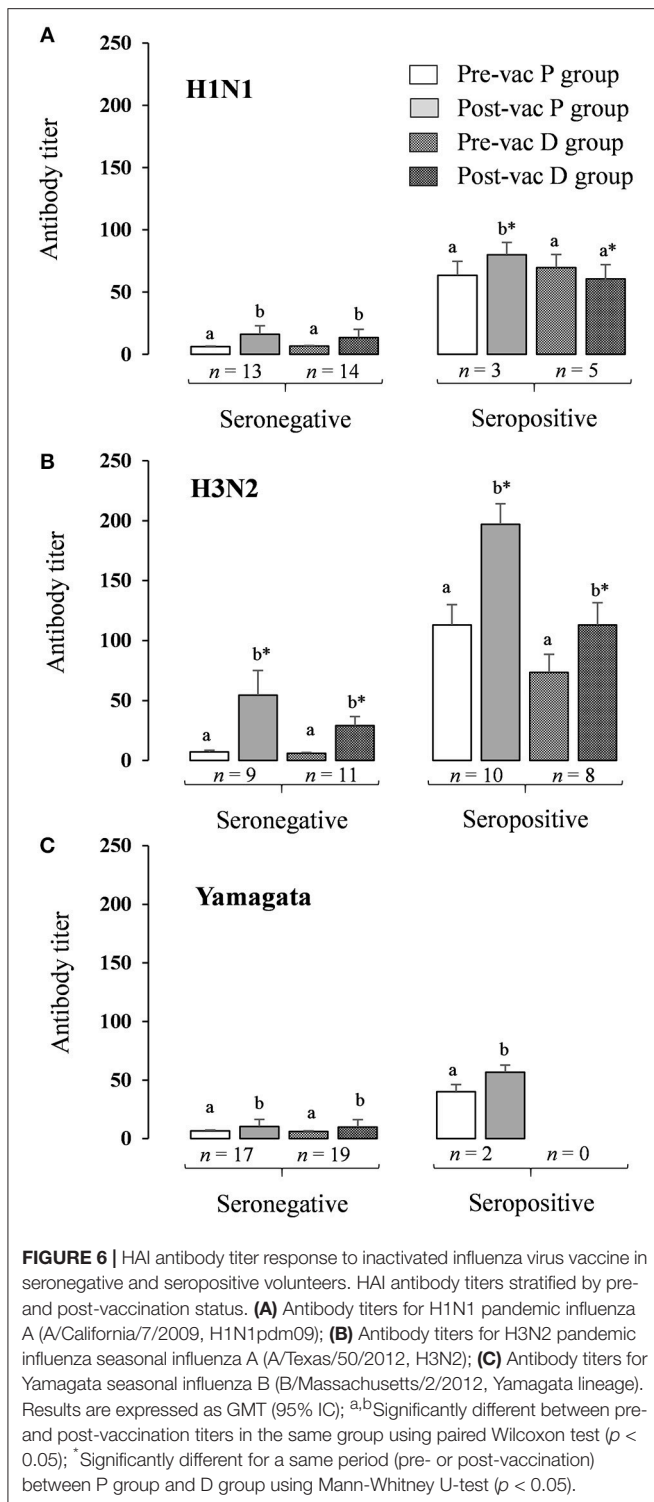 A
250
200
150
100
50
0
Antibody titer
H1N1
Pre-vac P group
Post-vac P group
Pre-vac D group
Post-vac D group
a
b
a
b
a
b*
a
a*
n = 13
n = 14
n = 3
n = 5
Seronegative
Seropositive
B
250
200
150
100
50
0
Antibody titer
H3N2
a
b*
a
b*
a
b*
a
b*
n = 9
n = 11
n = 10
n = 8
Seronegative
Seropositive
C
250
200
150
100
50
0
Antibody titer
Yamagata
a
b
a
b
a
b
n = 17
n = 19
n = 2
n = 0
Seronegative
Seropositive
FIGURE 6 | HAI antibody titer response to inactivated influenza virus vaccine in
seronegative and seropositive volunteers. HAI antibody titers stratified by pre-
and post-vaccination status. (A) Antibody titers for H1N1 pandemic influenza
A (A/California/7/2009, H1N1pdm09); (B) Antibody titers for H3N2 pandemic
influenza seasonal influenza A (A/Texas/50/2012, H3N2); (C) Antibody titers for
Yamagata seasonal influenza B (B/Massachusetts/2/2012, Yamagata lineage).
Results are expressed as GMT (95% IC); a,bSignificantly different between pre-
and post-vaccination titers in the same group using paired Wilcoxon test (p <
0.05); *Significantly different for a same period (pre- or post-vaccination)
between P group and D group using Mann-Whitney U-test (p < 0.05).